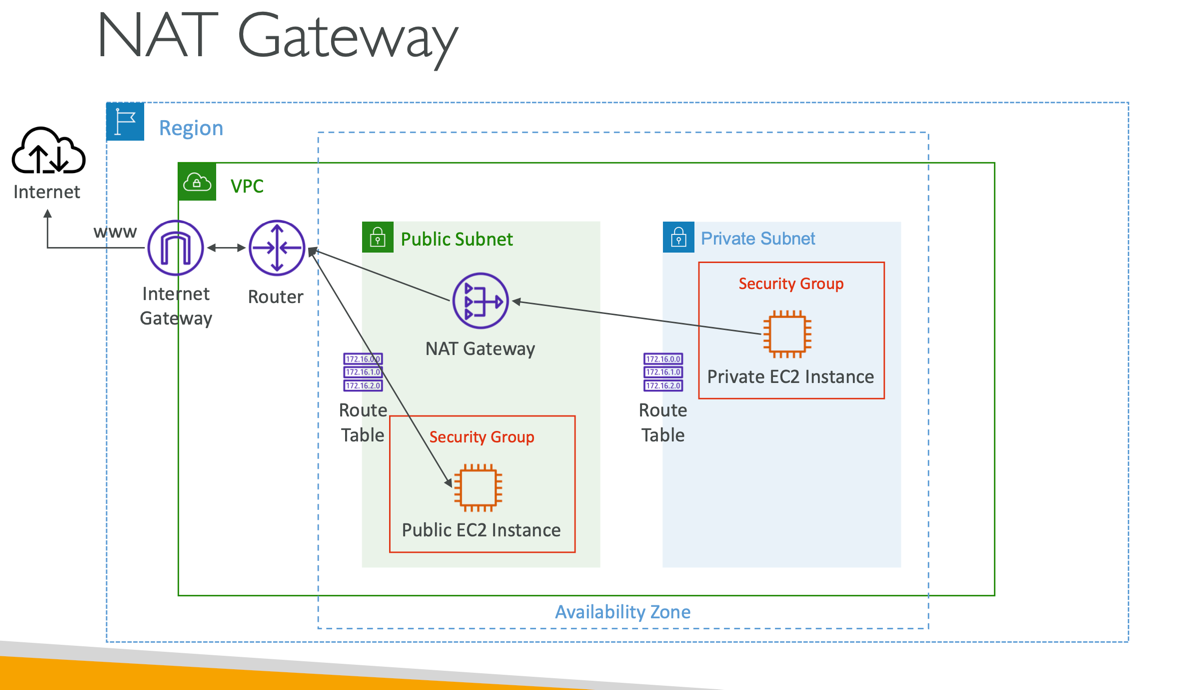 NAT Gateway
Region
Internet
VPC
www
Public Subnet
Private Subnet
Security Group
Internet
Gateway
Router
NAT Gateway
Private EC2 Instance
172.16.0.0
172.16.1.0
172.16.2.0
Route
Table
172.16.0.0
172.16.1.0
172.16.2.0
Route
Table
Security Group
Public EC2 Instance
Availability Zone